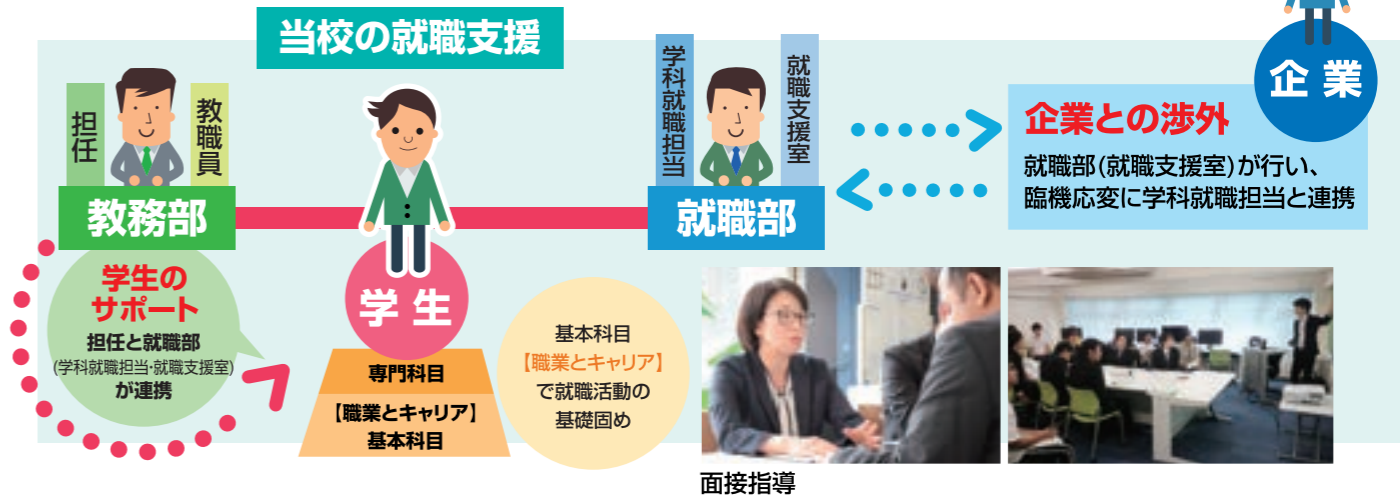 当校の就職支援
担任
教職員
教務部
学生の
サポート
担任と就職部
(学科就職担当・就職支援室)
が連携
学生
専門科目
【職業とキャリア】
基本科目
基本科目
【職業とキャリア】
で就職活動の
基礎固め
学科就職担当
就職支援室
就職部
企業
企業との渉外
就職部(就職支援室)が行い、
臨機応変に学科就職担当と連携
面接指導